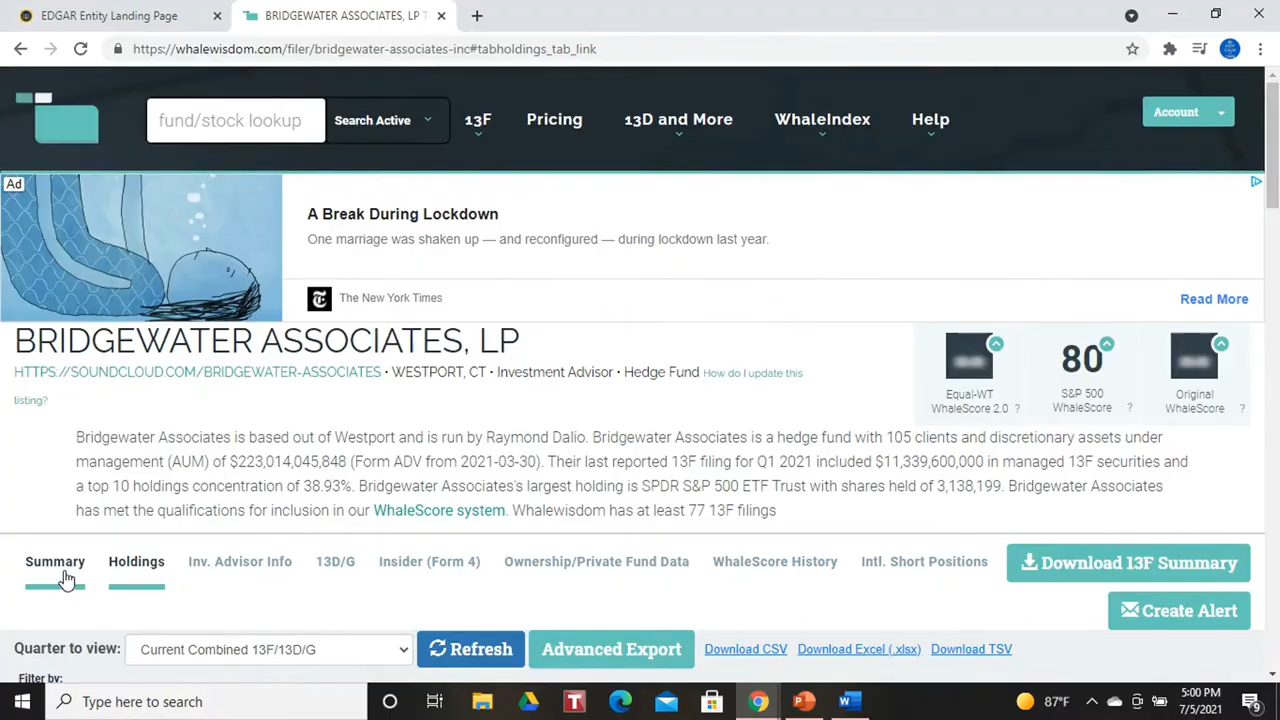 EDGAR Entity Landing Page
BRIDGEWATER ASSOCIATES, LP T
https://whalewisdom.com/filer/bridgewater-associates-inc#tabholdings_tab_link
fund/stock lookup
Search Active
13F
Pricing
13D and More
WhaleIndex
Help
Account
Ad
A Break During Lockdown
One marriage was shaken up — and reconfigured — during lockdown last year.
The New York Times
Read More
BRIDGEWATER ASSOCIATES, LP
HTTPS://SOUNDCLOUD.COM/BRIDGEWATER-ASSOCIATES • WESTPORT, CT • Investment Advisor • Hedge Fund How do I update this
listing?
Equal-WT
WhaleScore 2.0 ?
80
S&P 500
WhaleScore ?
Original
WhaleScore ?
Bridgewater Associates is based out of Westport and is run by Raymond Dalio. Bridgewater Associates is a hedge fund with 105 clients and discretionary assets under
management (AUM) of $223,014,045,848 (Form ADV from 2021-03-30). Their last reported 13F filing for Q1 2021 included $11,339,600,000 in managed 13F securities and
a top 10 holdings concentration of 38.93%. Bridgewater Associates's largest holding is SPDR S&P 500 ETF Trust with shares held of 3,138,199. Bridgewater Associates
has met the qualifications for inclusion in our WhaleScore system. Whalewisdom has at least 77 13F filings
Summary
Holdings
Inv. Advisor Info
13D/G
Insider (Form 4)
Ownership/Private Fund Data
WhaleScore History
Intl. Short Positions
Download 13F Summary
Create Alert
Quarter to view:
Current Combined 13F/13D/G
Refresh
Advanced Export
Download CSV
Download Excel (.xlsx)
Download TSV
Filter by:
Type here to search
87°F
5:00 PM
7/5/2021
9